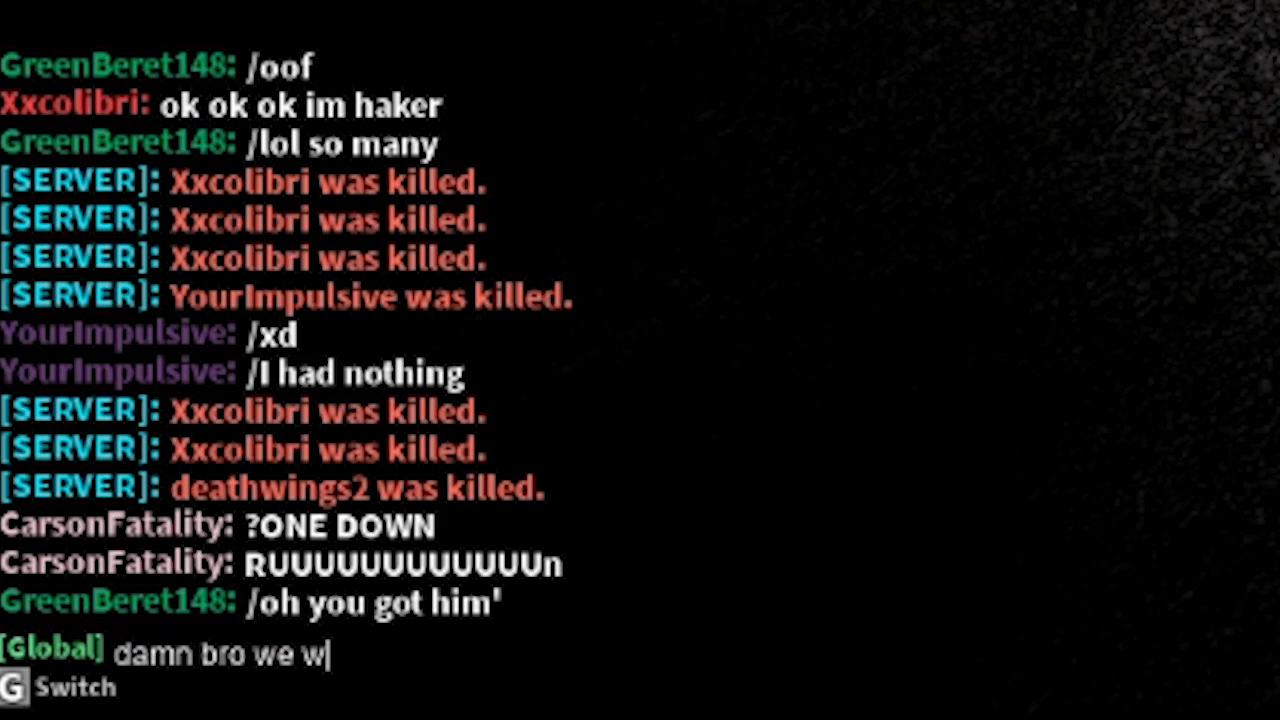 GreenBeret148: /oof
Xxcolibri: ok ok ok im haker
GreenBeret148: /lol so many
[SERVER]: Xxcolibri was killed.
[SERVER]: Xxcolibri was killed.
[SERVER]: Xxcolibri was killed.
[SERVER]: YourImpulsive was killed.
YourImpulsive: /xd
YourImpulsive: /I had nothing
[SERVER]: Xxcolibri was killed.
[SERVER]: Xxcolibri was killed.
[SERVER]: deathwings2 was killed.
CarsonFatality: ?ONE DOWN
CarsonFatality: RUUUUUUUUUUUUn
GreenBeret148: /oh you got him'
[Global] damn bro we w
G Switch